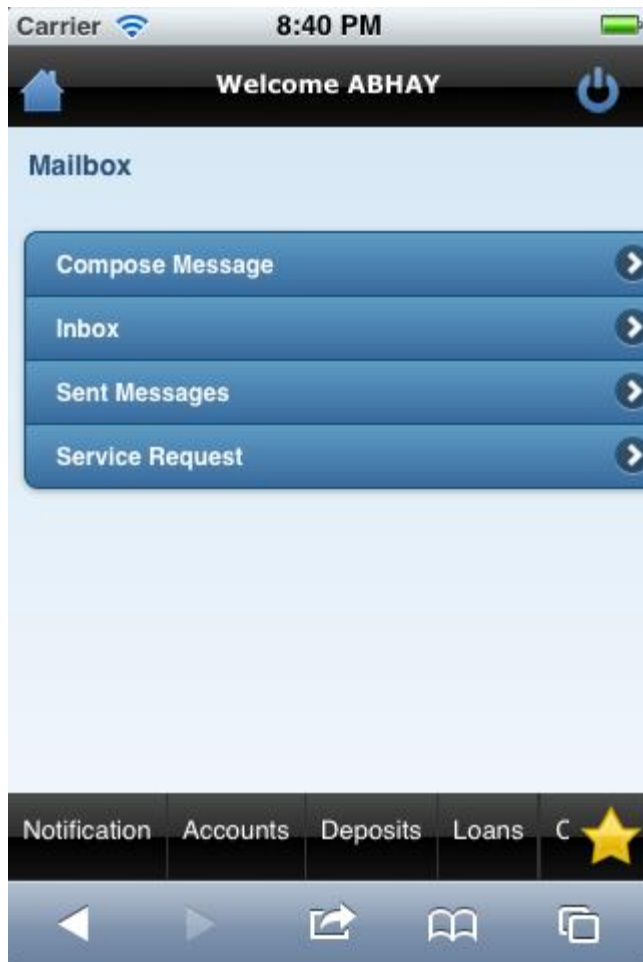 Carrier 8:40 PM
Welcome ABHAY
Mailbox
Compose Message
Inbox
Sent Messages
Service Request
Notification Accounts Deposits Loans C